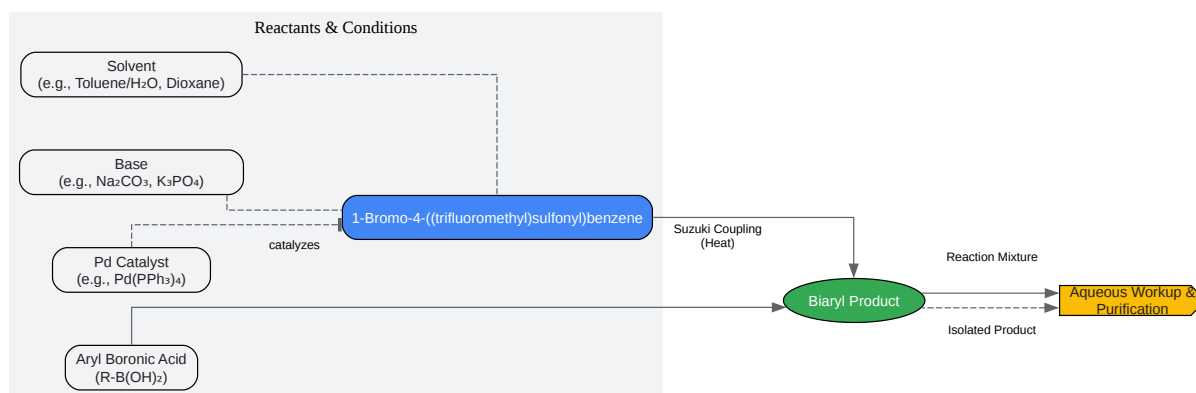 Reactants & Conditions
Solvent
(e.g., Toluene/H₂O, Dioxane)
Base
(e.g., Na₂CO₃, K₃PO₄)
1-Bromo-4-((trifluoromethyl)sulfonyl)benzene
catalyzes
Pd Catalyst
(e.g., Pd(PPh₃)₄)
Aryl Boronic Acid
(R-B(OH)₂)
Suzuki Coupling
(Heat)
Biaryl Product
Reaction Mixture
Isolated Product
Aqueous Workup &
Purification